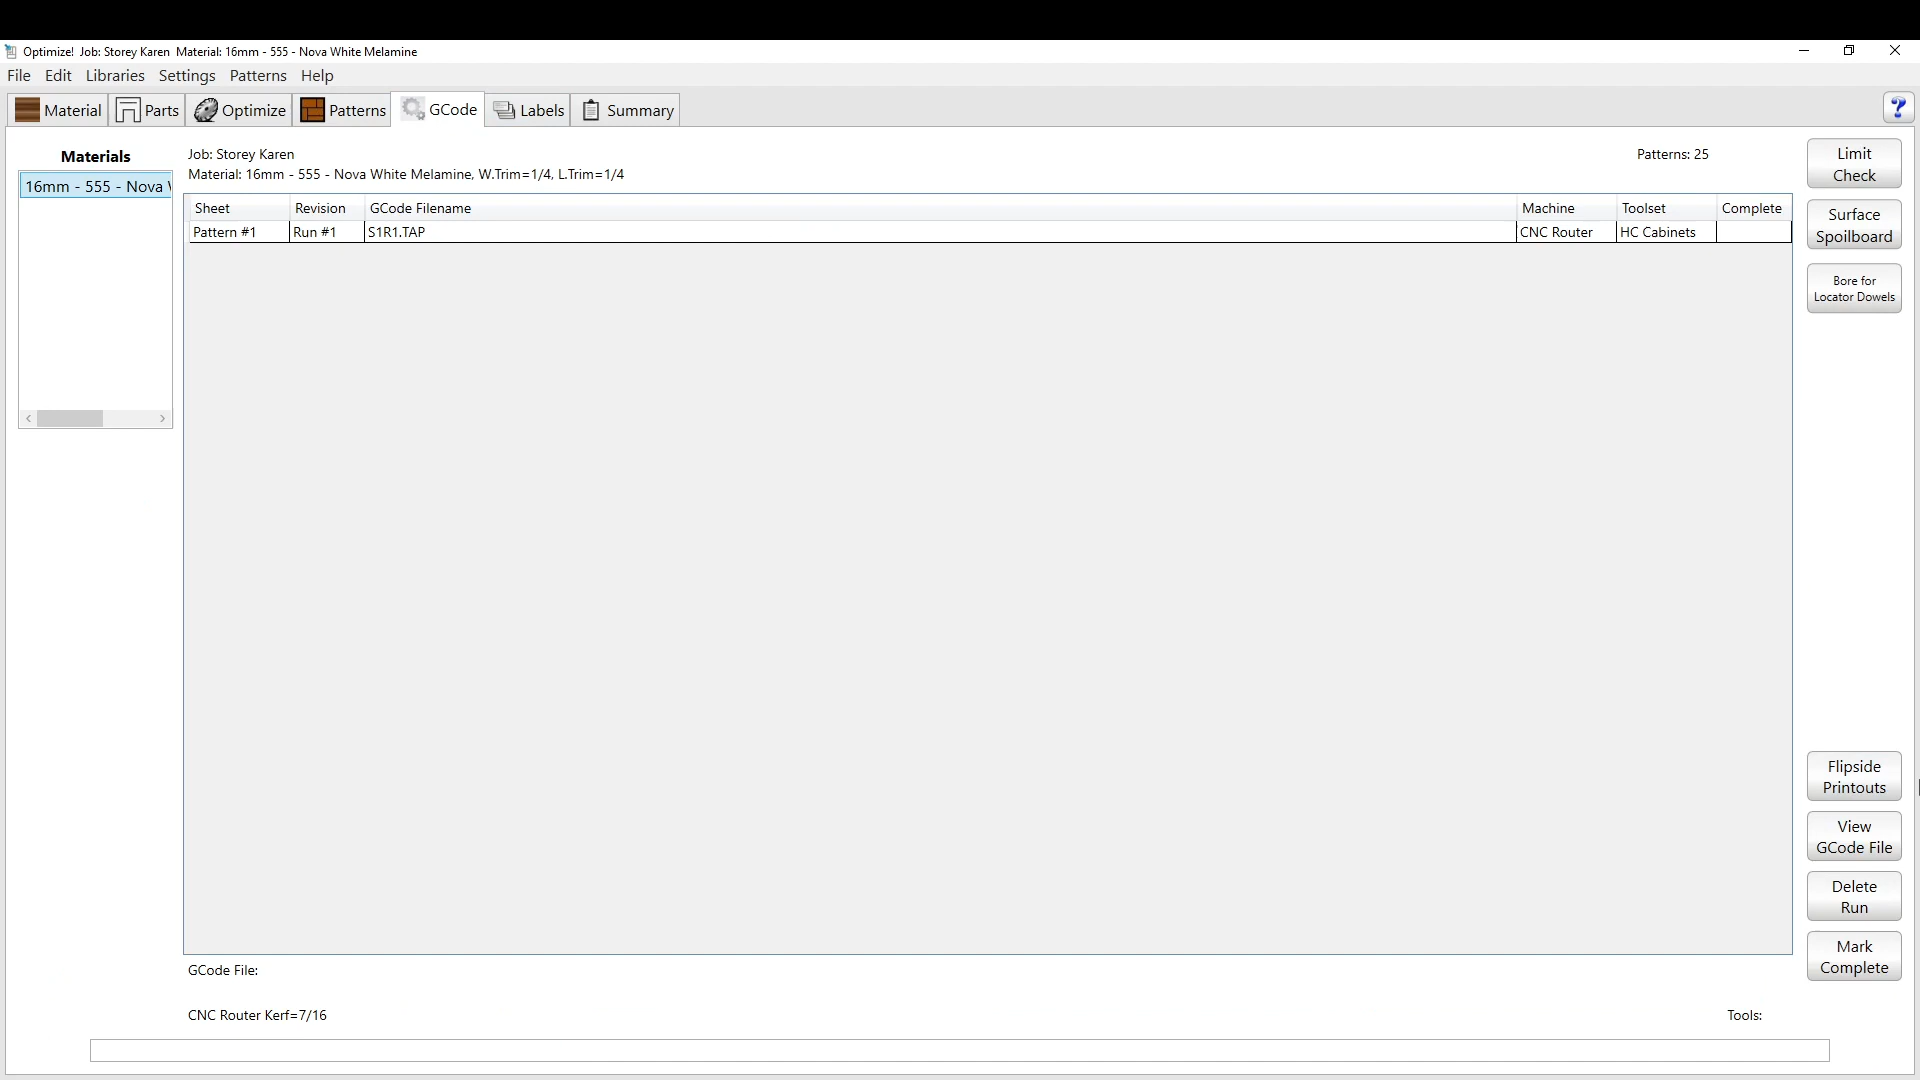 Optimize! Job: Storey Karen Material: 16mm - 555 - Nova White Melamine
File Edit Libraries Settings Patterns Help
Material Parts Optimize Patterns GCode Labels Summary
?
Materials
16mm - 555 - Nova
Job: Storey Karen
Patterns: 25
Material: 16mm - 555 - Nova White Melamine, W.Trim=1/4, L.Trim=1/4
Sheet Revision GCode Filename Machine Toolset Complete
Pattern #1 Run #1 S1R1.TAP CNC Router HC Cabinets
Limit
Check
Surface
Spoilboard
Bore for
Locator Dowels
Flipside
Printouts
View
GCode File
Delete
Run
Mark
Complete
GCode File:
CNC Router Kerf=7/16
Tools: